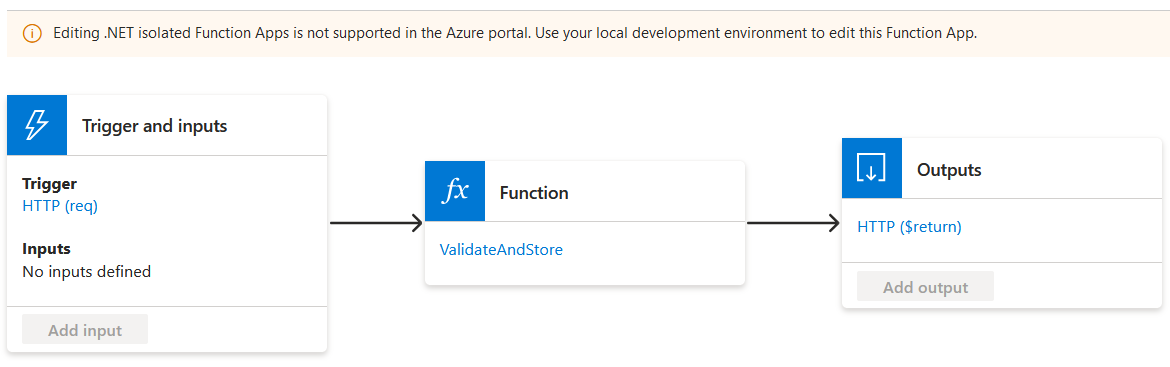 Editing .NET isolated Function Apps is not supported in the Azure portal. Use your local development environment to edit this Function App.
Trigger and inputs
Trigger
HTTP (req)
Inputs
No inputs defined
Add input
fx
Function
ValidateAndStore
Outputs
HTTP ($return)
Add output